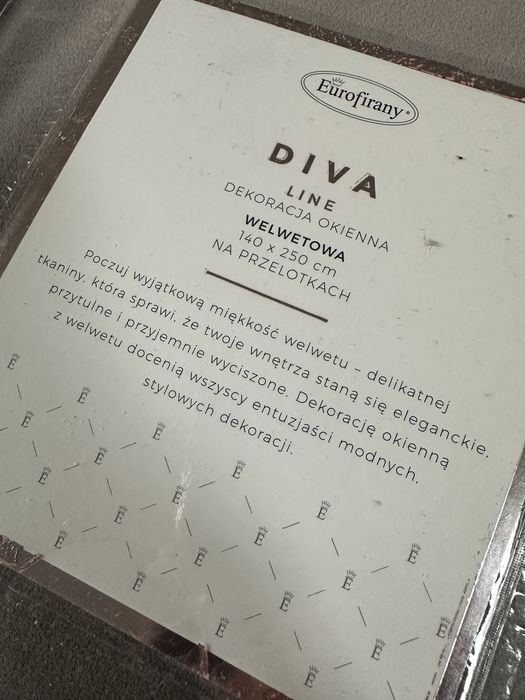 Eurofirany
DIVA
LINE
DEKORACJA OKIENNA
WELWETOWA
140 x 250 cm
NA PRZELOTKACH
Poczuj wyjątkową miękkość welwetu – delikatnej
tkaniny, która sprawi, że twoje wnętrza staną się eleganckie,
przytulne i przyjemnie wyciszone. Dekorację okienną
z welwetu docenią wszyscy entuzjaści modnych,
stylowych dekoracji.